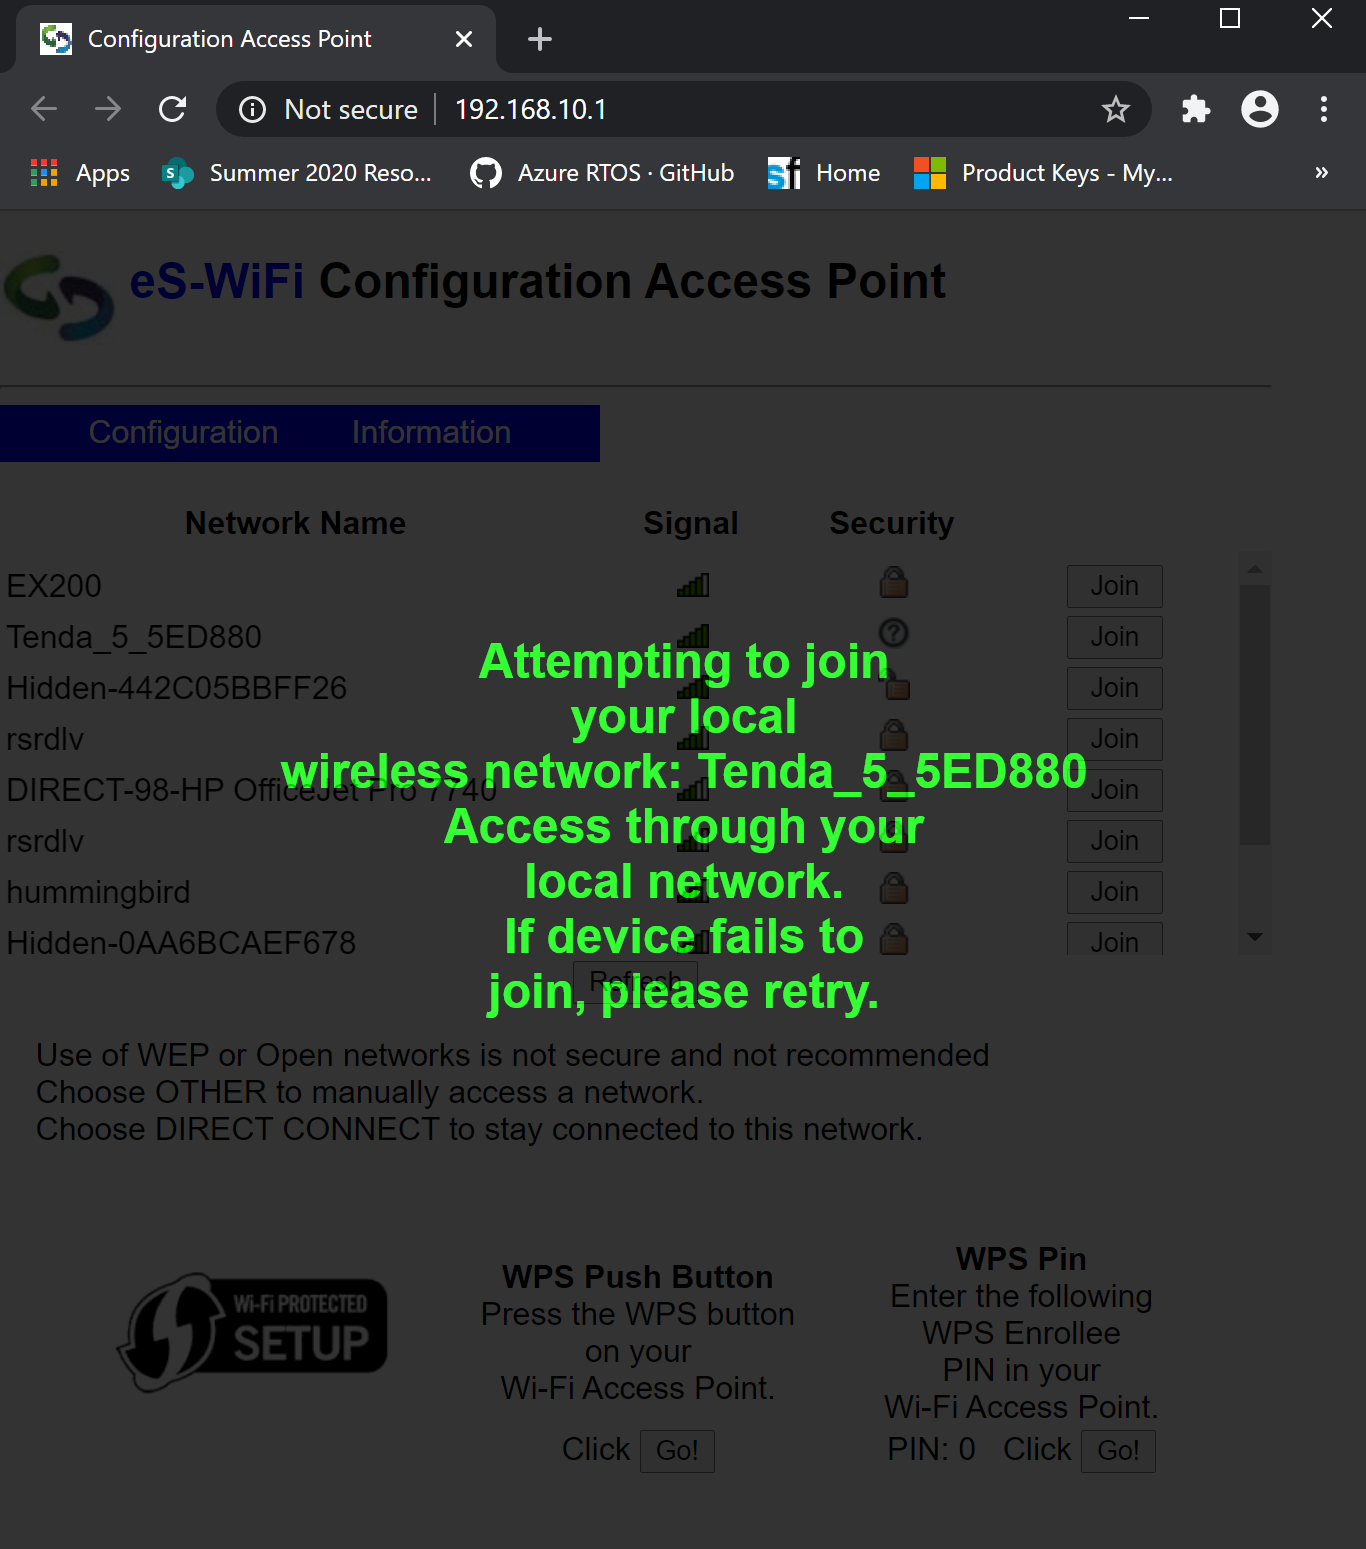 Configuration Access Point
Not secure
192.168.10.1
Apps
Summer 2020 Reso...
Azure RTOS · GitHub
sf
Home
Product Keys - My...
»
eS-WiFi Configuration Access Point
Configuration Information
Network Name Signal Security
EX200 Join
Tenda_5_5ED880 ? Join
Hidden-442C05BBFF26 Join
rsrdlv Join
DIRECT-98-HP OfficeJet Pro 7740 Join
rsrdlv Join
hummingbird Join
Hidden-0AA6BCAEF678 Join
Refresh
Attempting to join
your local
wireless network: Tenda_5_5ED880
Access through your
local network.
If device fails to
join, please retry.
Use of WEP or Open networks is not secure and not recommended
Choose OTHER to manually access a network.
Choose DIRECT CONNECT to stay connected to this network.
Wi-Fi PROTECTED
SETUP
WPS Push Button
Press the WPS button
on your
Wi-Fi Access Point.
Click Go!
WPS Pin
Enter the following
WPS Enrollee
PIN in your
Wi-Fi Access Point.
PIN: 0 Click Go!